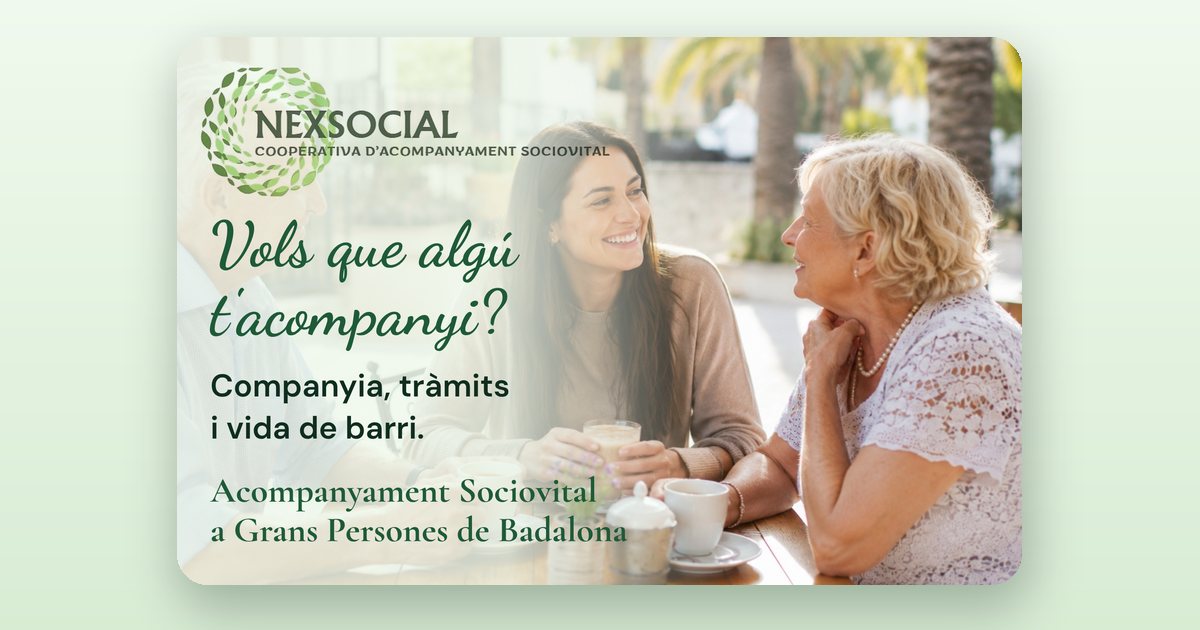 NEXSOCIAL
COOPERATIVA D'ACOMPANYAMENT SOCIOVITAL
Vols que algú
t'acompanyi?
Companyia, tràmits
i vida de barri.
Acompanyament Sociovital
a Grans Persones de Badalona